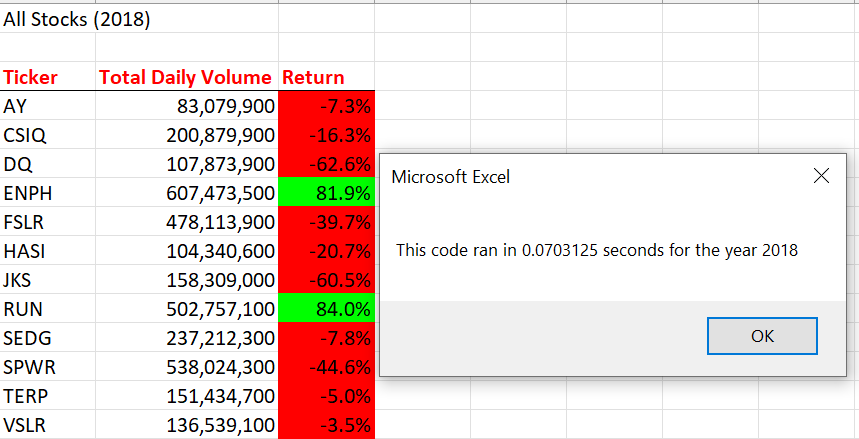 All Stocks (2018)
Ticker Total Daily Volume Return
AY 83,079,900 -7.3%
CSIQ 200,879,900 -16.3%
DQ 107,873,900 -62.6%
ENPH 607,473,500 81.9%
FSLR 478,113,900 -39.7%
HASI 104,340,600 -20.7%
JKS 158,309,000 -60.5%
RUN 502,757,100 84.0%
SEDG 237,212,300 -7.8%
SPWR 538,024,300 -44.6%
TERP 151,434,700 -5.0%
VSLR 136,539,100 -3.5%
Microsoft Excel
This code ran in 0.0703125 seconds for the year 2018
OK